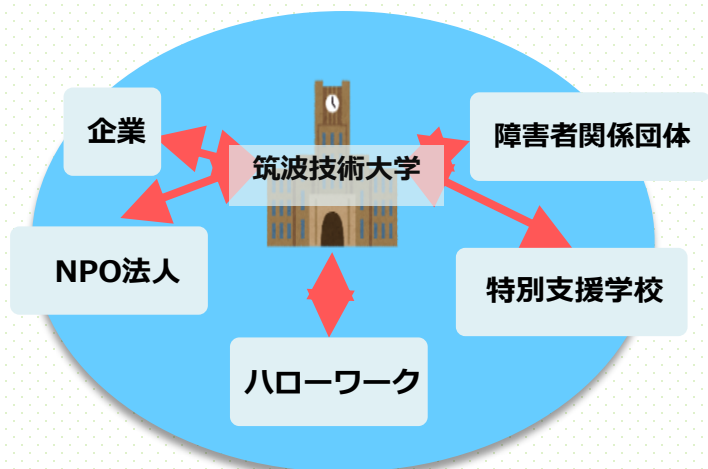 企業
障害者関係団体
筑波技術大学
NPO法人
特別支援学校
ハローワーク